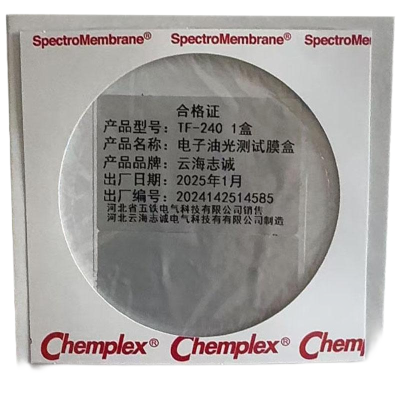 SpectroMembrane® SpectroMembrane® SpectroMem
合格证
产品型号：TF-240 1盒
产品名称：电子油光测试膜盒
产品品牌：云海志诚
出厂日期：2025年1月
出厂编号：2024142514585
河北省五铁电气科技有限公司销售
河北云海志诚电气科技有有限公司制造
Chemplex® Chemplex® Chemplex